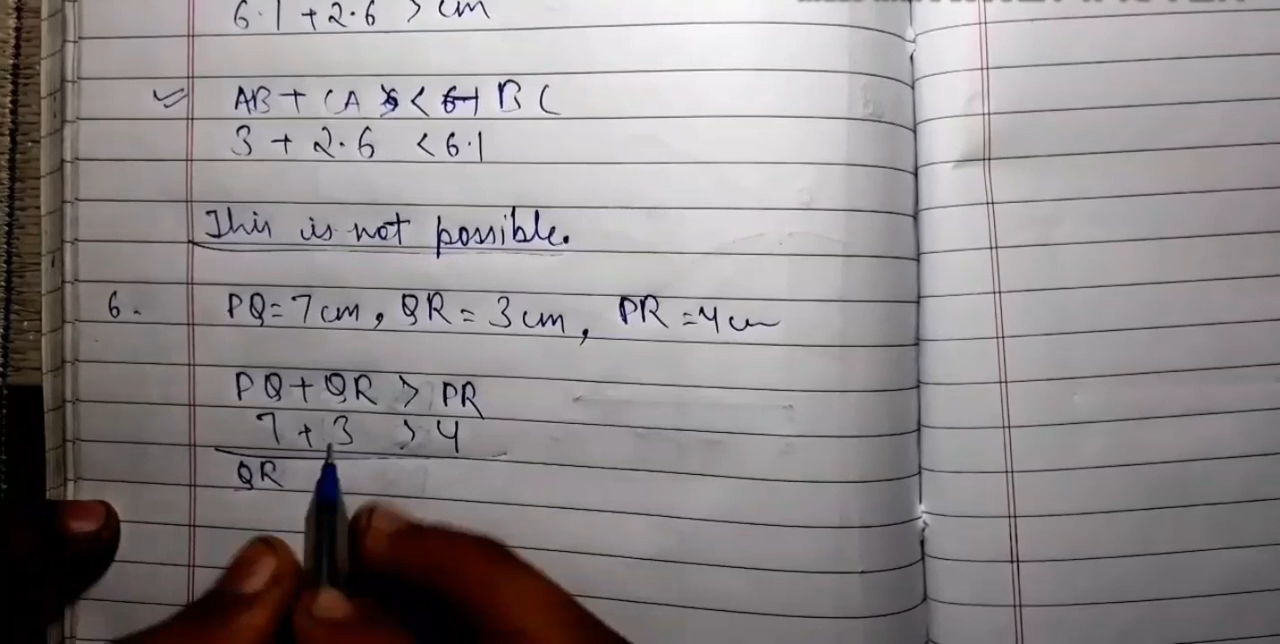 6.1 + 2.6 > cm
AB + CA < BC
3 + 2.6 < 6.1
This is not possible.
6. PQ = 7 cm, QR = 3 cm, PR = 4 cm
PQ + QR > PR
7 + 3 > 4
QR